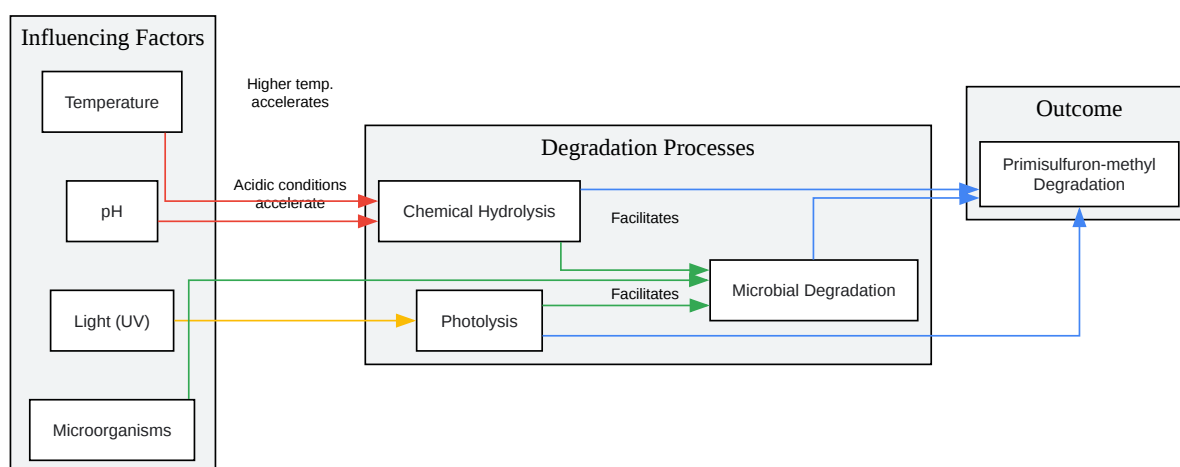 Influencing Factors
Temperature
pH
Light (UV)
Microorganisms
Higher temp.
accelerates
Acidic conditions
accelerate
Degradation Processes
Chemical Hydrolysis
Facilitates
Facilitates
Microbial Degradation
Photolysis
Outcome
Primisulfuron-methyl
Degradation